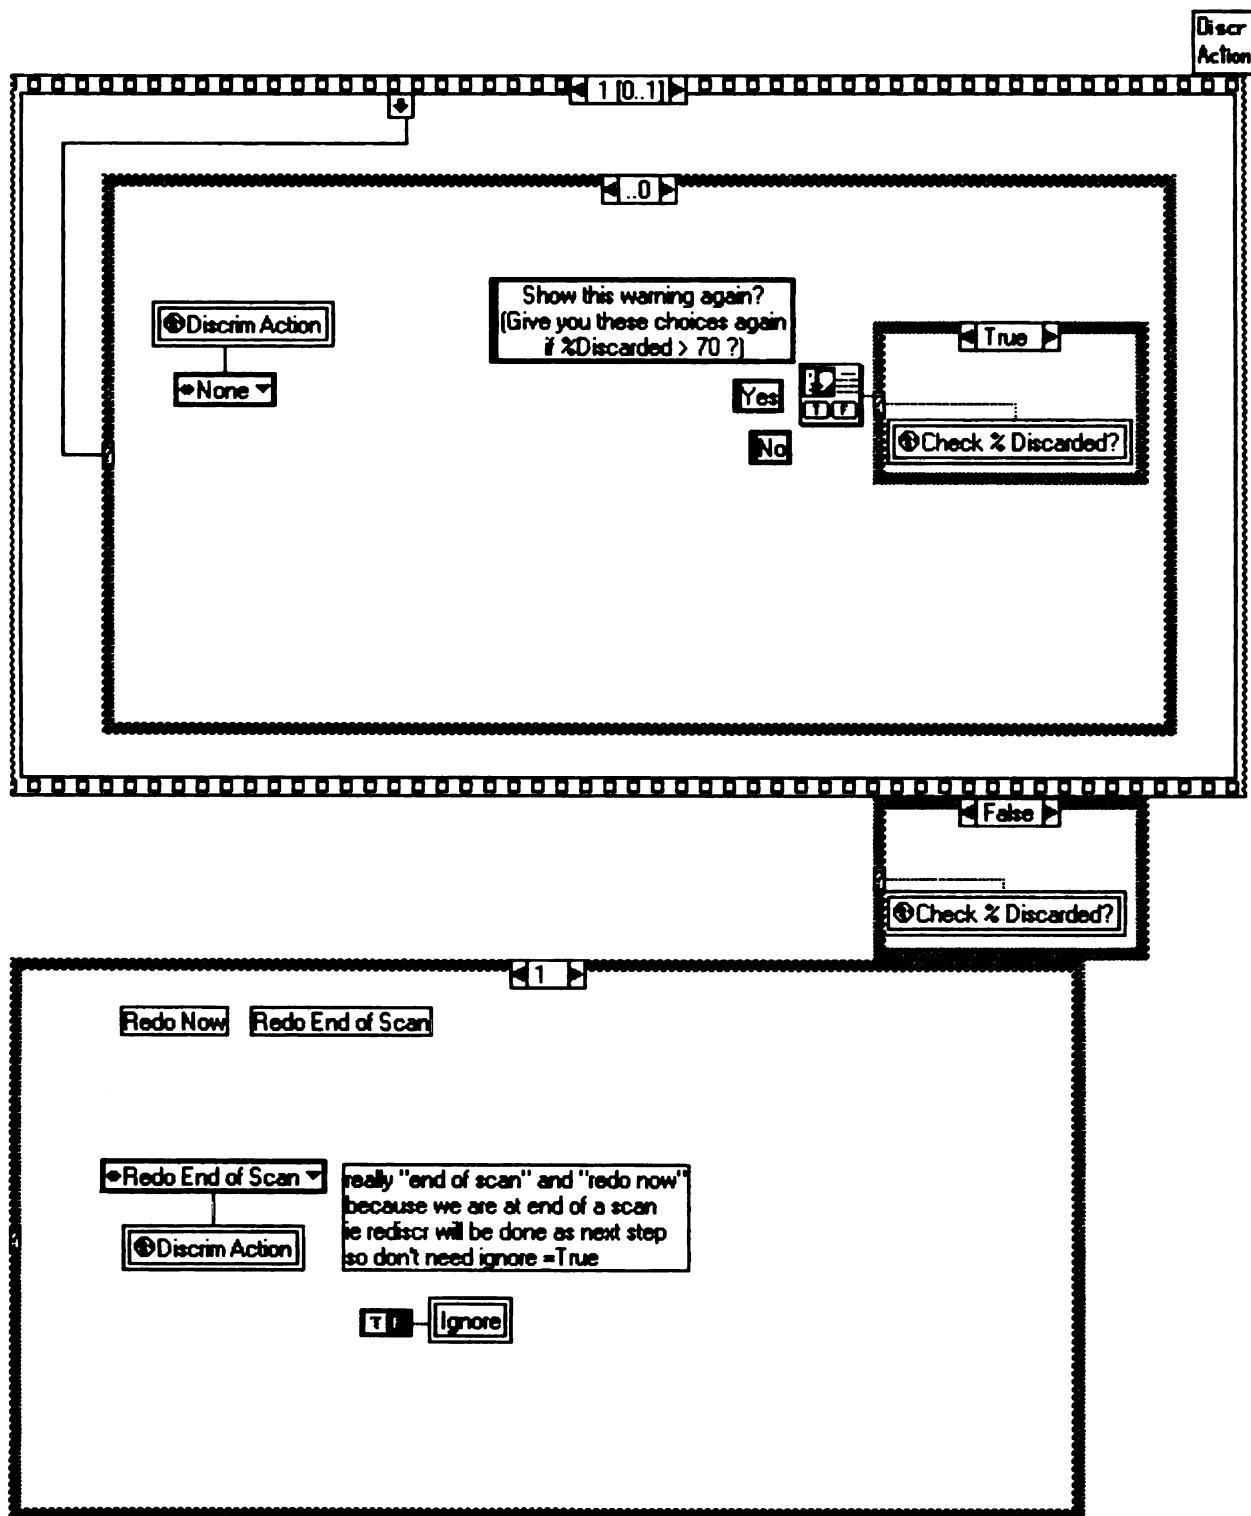 Discr
Action
1 [0..1]
..0
Show this warning again?
(Give you these choices again
if %Discarded > 70 ?)
Discrim Action
None
Yes
No
T F
True
Check % Discarded?
False
Check % Discarded?
1
Redo Now
Redo End of Scan
Redo End of Scan
Discrim Action
really "end of scan" and "redo now"
because we are at end of a scan
ie rediscr will be done as next step
so don't need ignore =True
T F
Ignore